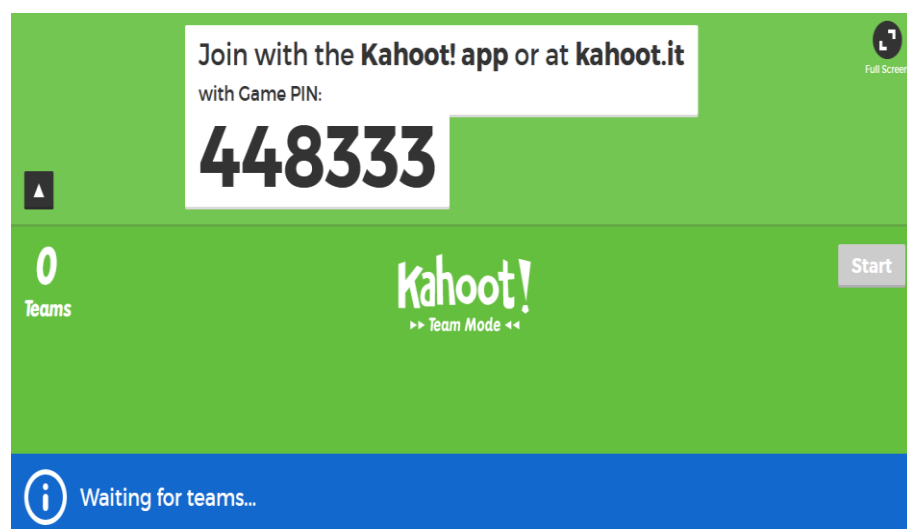 Join with the Kahoot! app or at kahoot.it
with Game PIN:
448333
Full Screen
0
Teams
Kahoot!
Team Mode
Start
Waiting for teams...